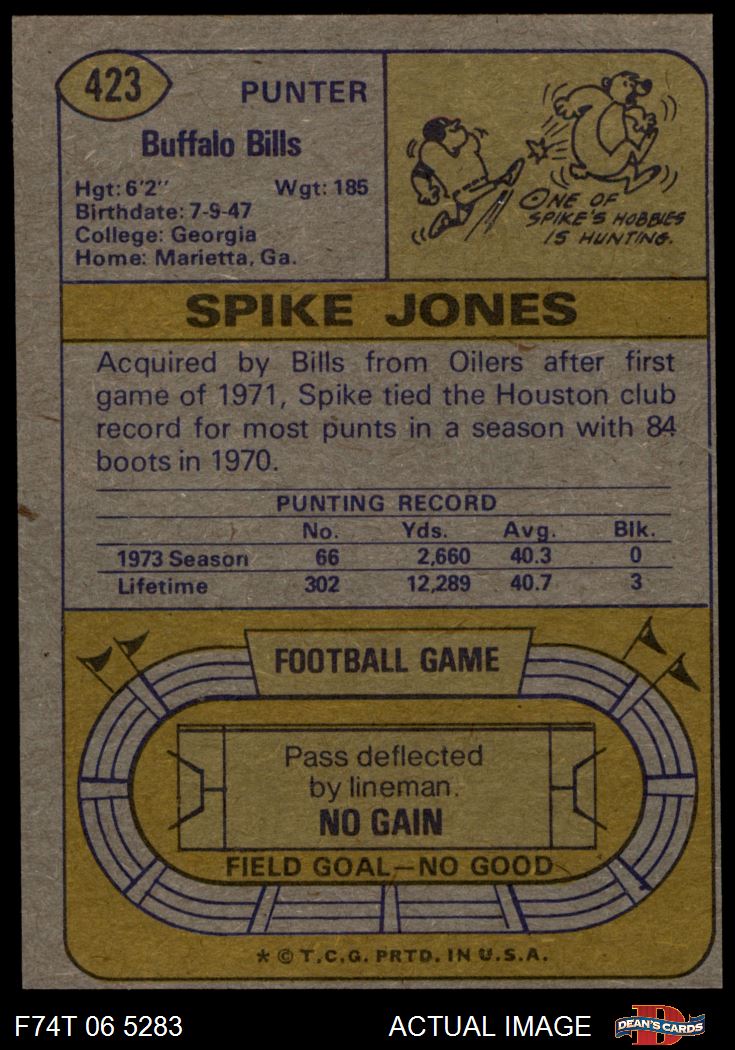 423
PUNTER
Buffalo Bills
Hgt: 6'2" Wgt: 185
Birthdate: 7-9-47
College: Georgia
Home: Marietta, Ga.
ONE OF
SPIKE'S HOBBIES
IS HUNTING.
SPIKE JONES
Acquired by Bills from Oilers after first
game of 1971, Spike tied the Houston club
record for most punts in a season with 84
boots in 1970.
PUNTING RECORD
No. Yds. Avg. Blk.
1973 Season 66 2,660 40.3 0
Lifetime 302 12,289 40.7 3
FOOTBALL GAME
Pass deflected
by lineman.
NO GAIN
FIELD GOAL—NO GOOD
* © T.C.G. PRTD. IN U.S.A.
F74T 06 5283 ACTUAL IMAGE
D
DEAN'S CARDS